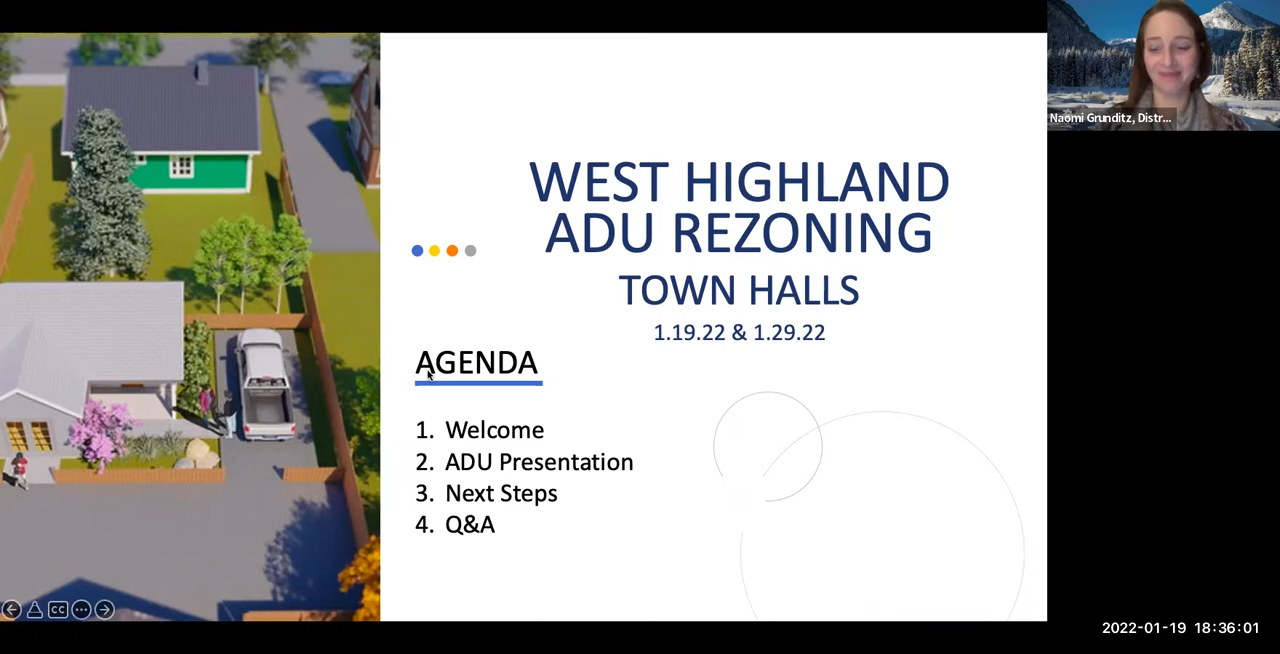 WEST HIGHLAND
ADU REZONING
TOWN HALLS
1.19.22 & 1.29.22
AGENDA
1. Welcome
2. ADU Presentation
3. Next Steps
4. Q&A
Naomi Grunditz, Distr...
CC
2022-01-19 18:36:01